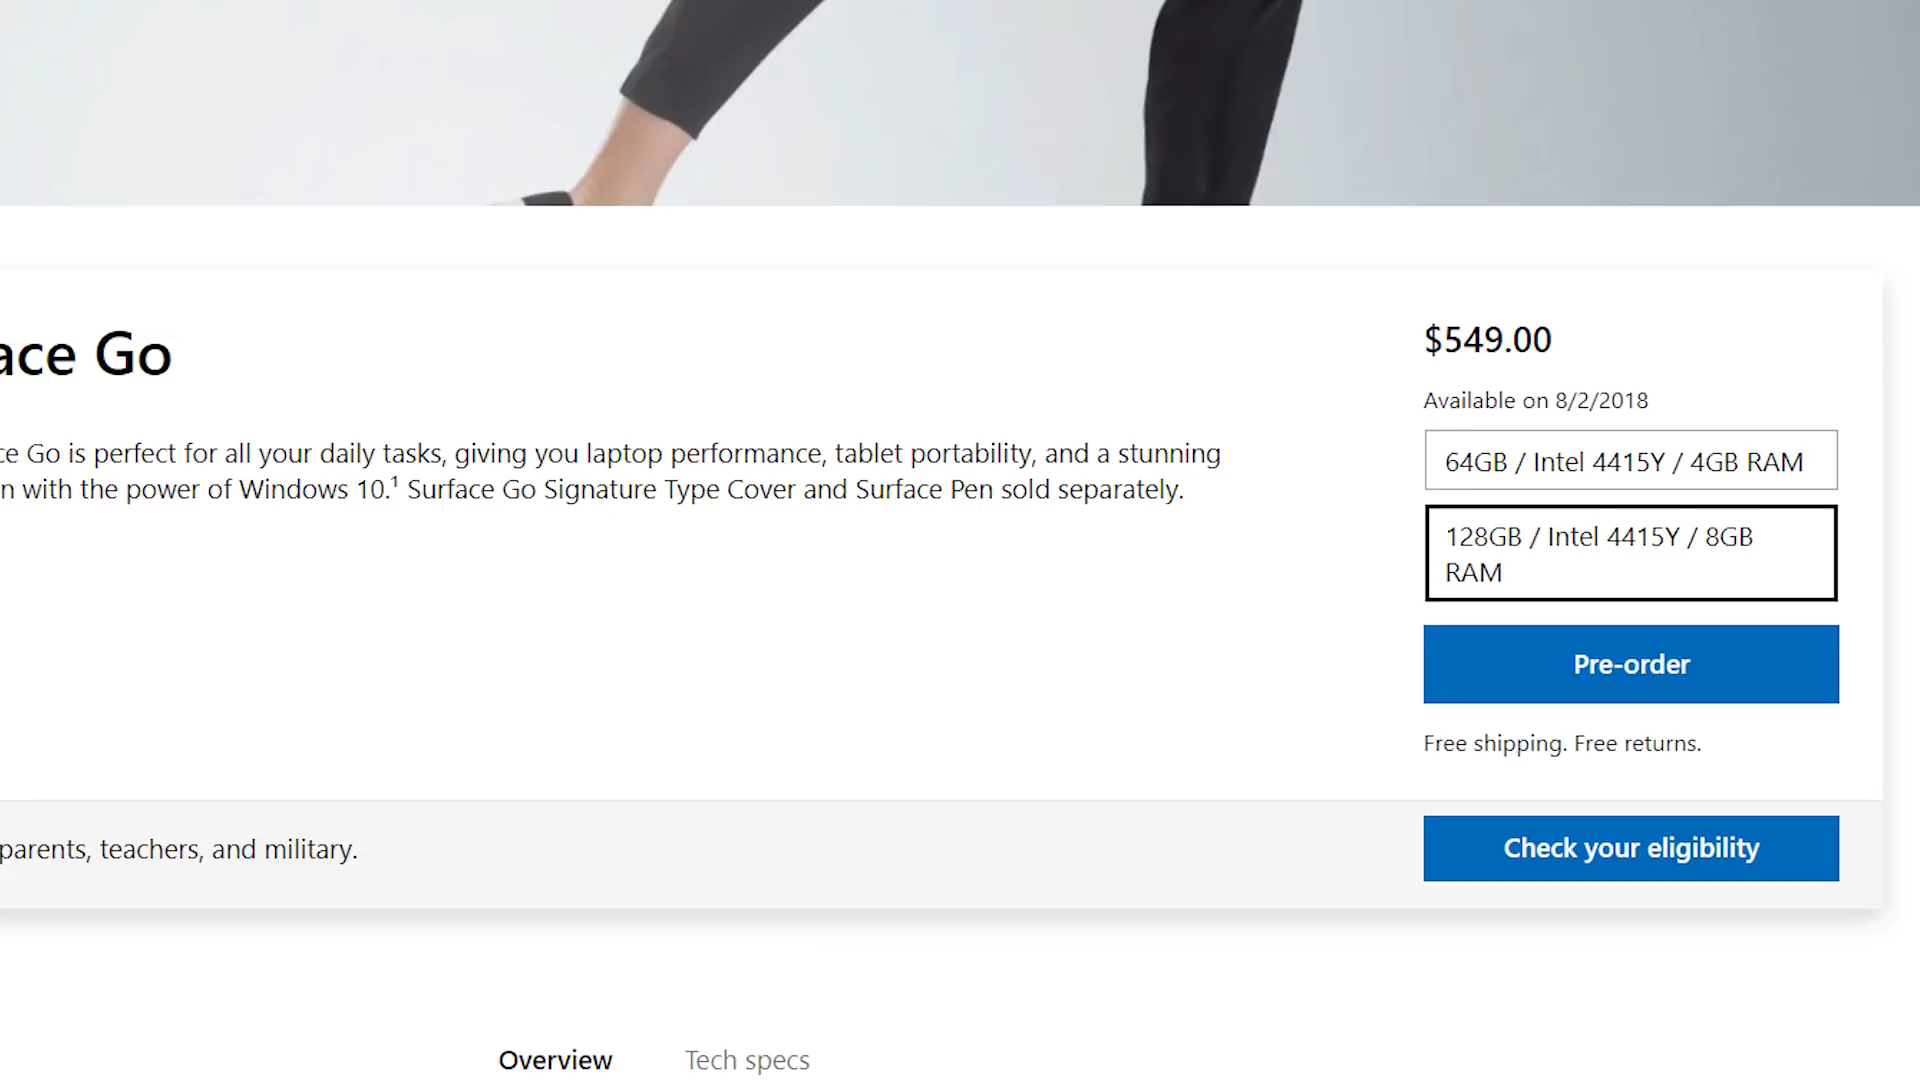 ace Go
$549.00
Available on 8/2/2018
ce Go is perfect for all your daily tasks, giving you laptop performance, tablet portability, and a stunning
n with the power of Windows 10.¹ Surface Go Signature Type Cover and Surface Pen sold separately.
64GB / Intel 4415Y / 4GB RAM
128GB / Intel 4415Y / 8GB
RAM
Pre-order
Free shipping. Free returns.
parents, teachers, and military.
Check your eligibility
Overview
Tech specs